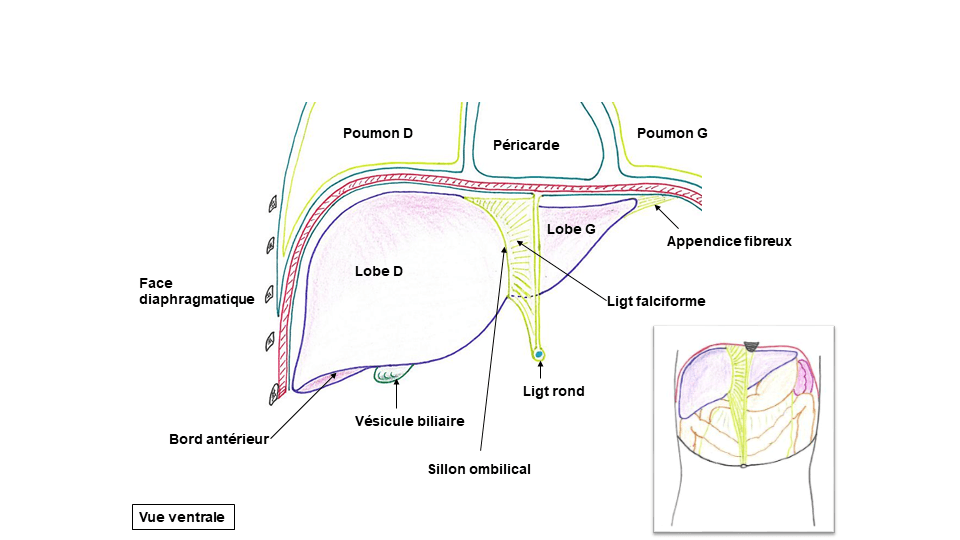 Poumon D
Péricarde
Poumon G
Lobe G
Appendice fibreux
Lobe D
Face
diaphragmatique
Ligt falciforme
Ligt rond
Vésicule biliaire
Bord antérieur
Sillon ombilical
Vue ventrale